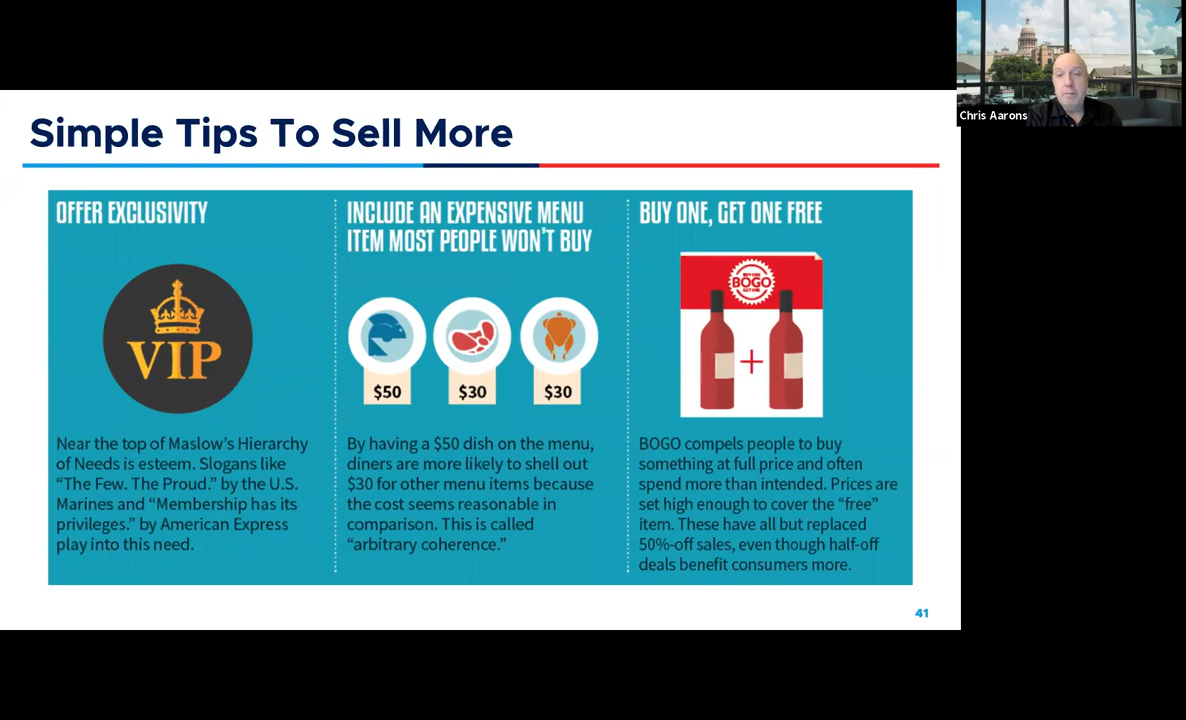 Chris Aarons
Simple Tips To Sell More
OFFER EXCLUSIVITY
VIP
Near the top of Maslow's Hierarchy
of Needs is esteem. Slogans like
"The Few. The Proud." by the U.S.
Marines and "Membership has its
privileges." by American Express
play into this need.
INCLUDE AN EXPENSIVE MENU
ITEM MOST PEOPLE WON'T BUY
$50
$30
$30
By having a $50 dish on the menu,
diners are more likely to shell out
$30 for other menu items because
the cost seems reasonable in
comparison. This is called
"arbitrary coherence."
BUY ONE, GET ONE FREE
BUY ONE
BOGO
GET ONE
+
BOGO compels people to buy
something at full price and often
spend more than intended. Prices are
set high enough to cover the "free"
item. These have all but replaced
50%-off sales, even though half-off
deals benefit consumers more.
41